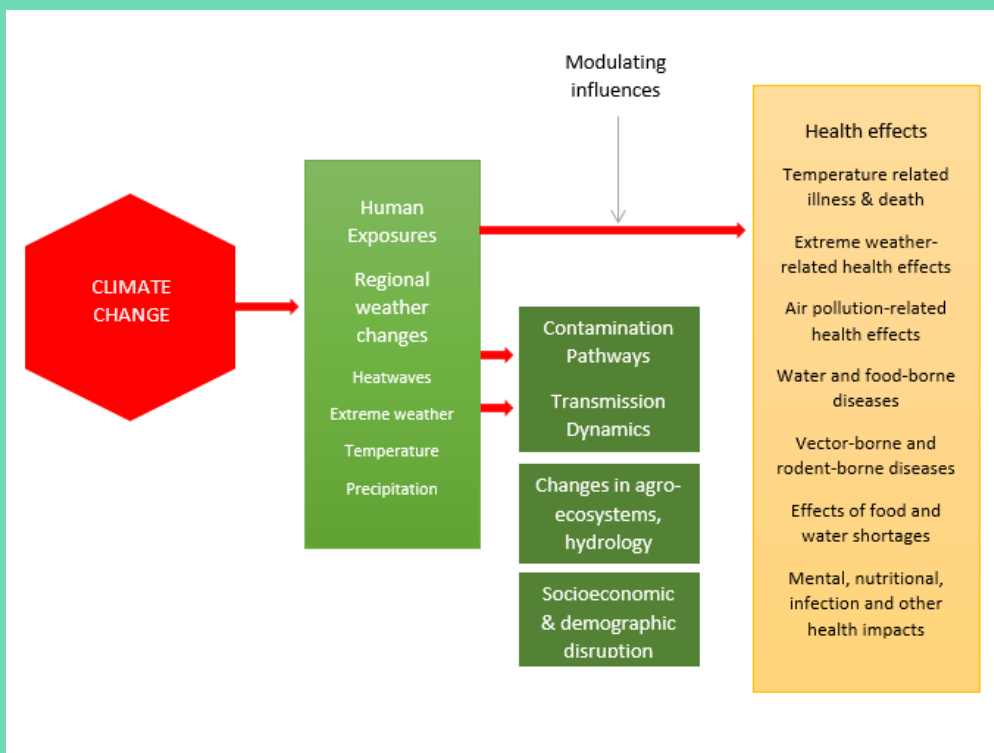 Modulating
influences
CLIMATE
CHANGE
Human
Exposures
Regional
weather
changes
Heatwaves
Extreme weather
Temperature
Precipitation
Contamination
Pathways
Transmission
Dynamics
Changes in agro-
ecosystems,
hydrology
Socioeconomic
& demographic
disruption
Health effects
Temperature related
illness & death
Extreme weather-
related health effects
Air pollution-related
health effects
Water and food-borne
diseases
Vector-borne and
rodent-borne diseases
Effects of food and
water shortages
Mental, nutritional,
infection and other
health impacts